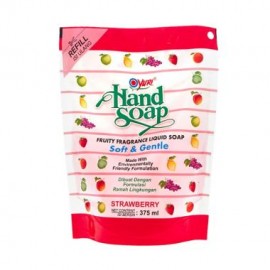 REFILL
ISI ULANG
YURI
Hand
SOAP
FRUITY FRAGRANCE LIQUID SOAP
Soft & Gentle
Made With
Environmentally
Friendly Formulation
Dibuat Dengan
Formulasi
Ramah Lingkungan
STRAWBERRY
375 ml